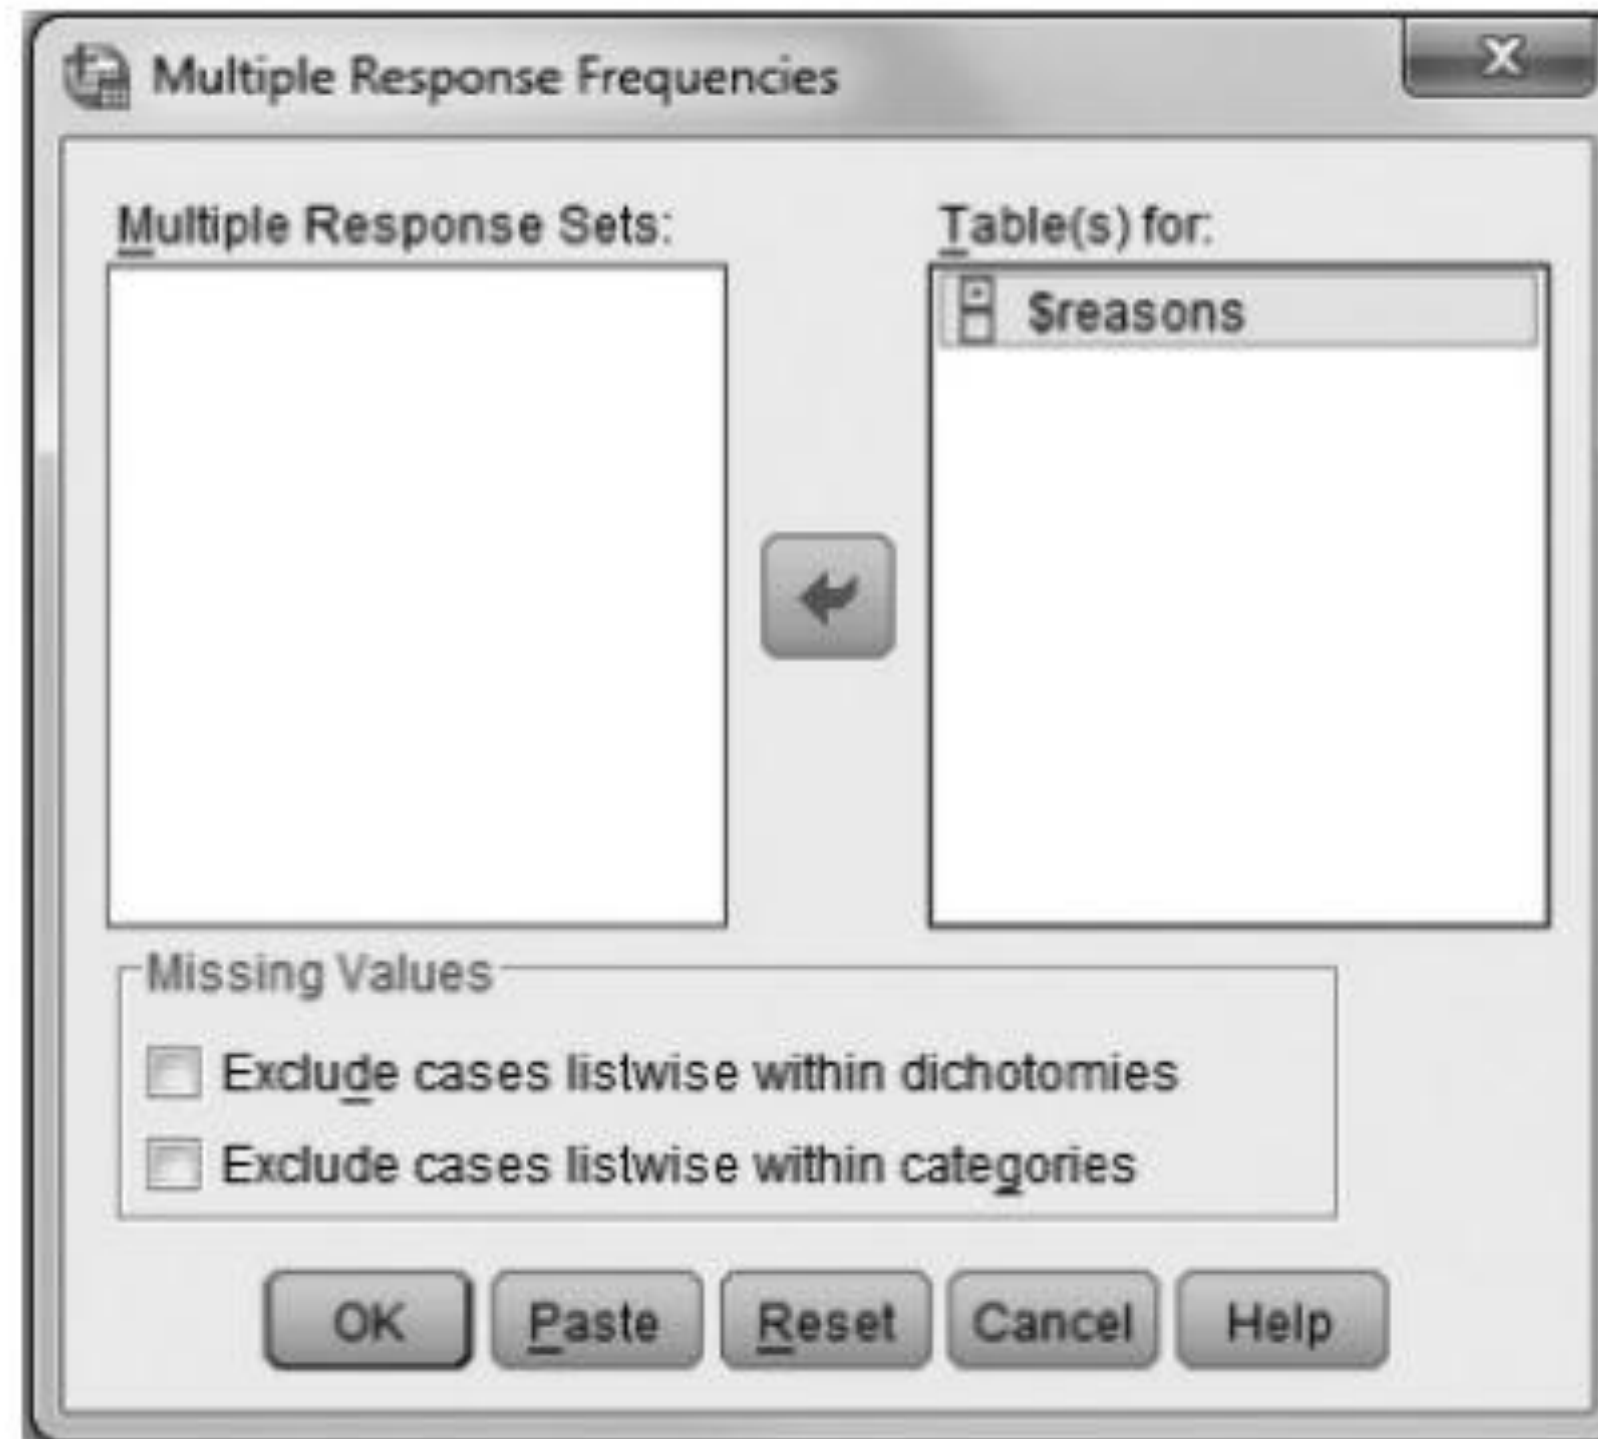 Multiple Response Frequencies
Multiple Response Sets:
Table(s) for:
$reasons
Missing Values
Exclude cases listwise within dichotomies
Exclude cases listwise within categories
OK Paste Reset Cancel Help